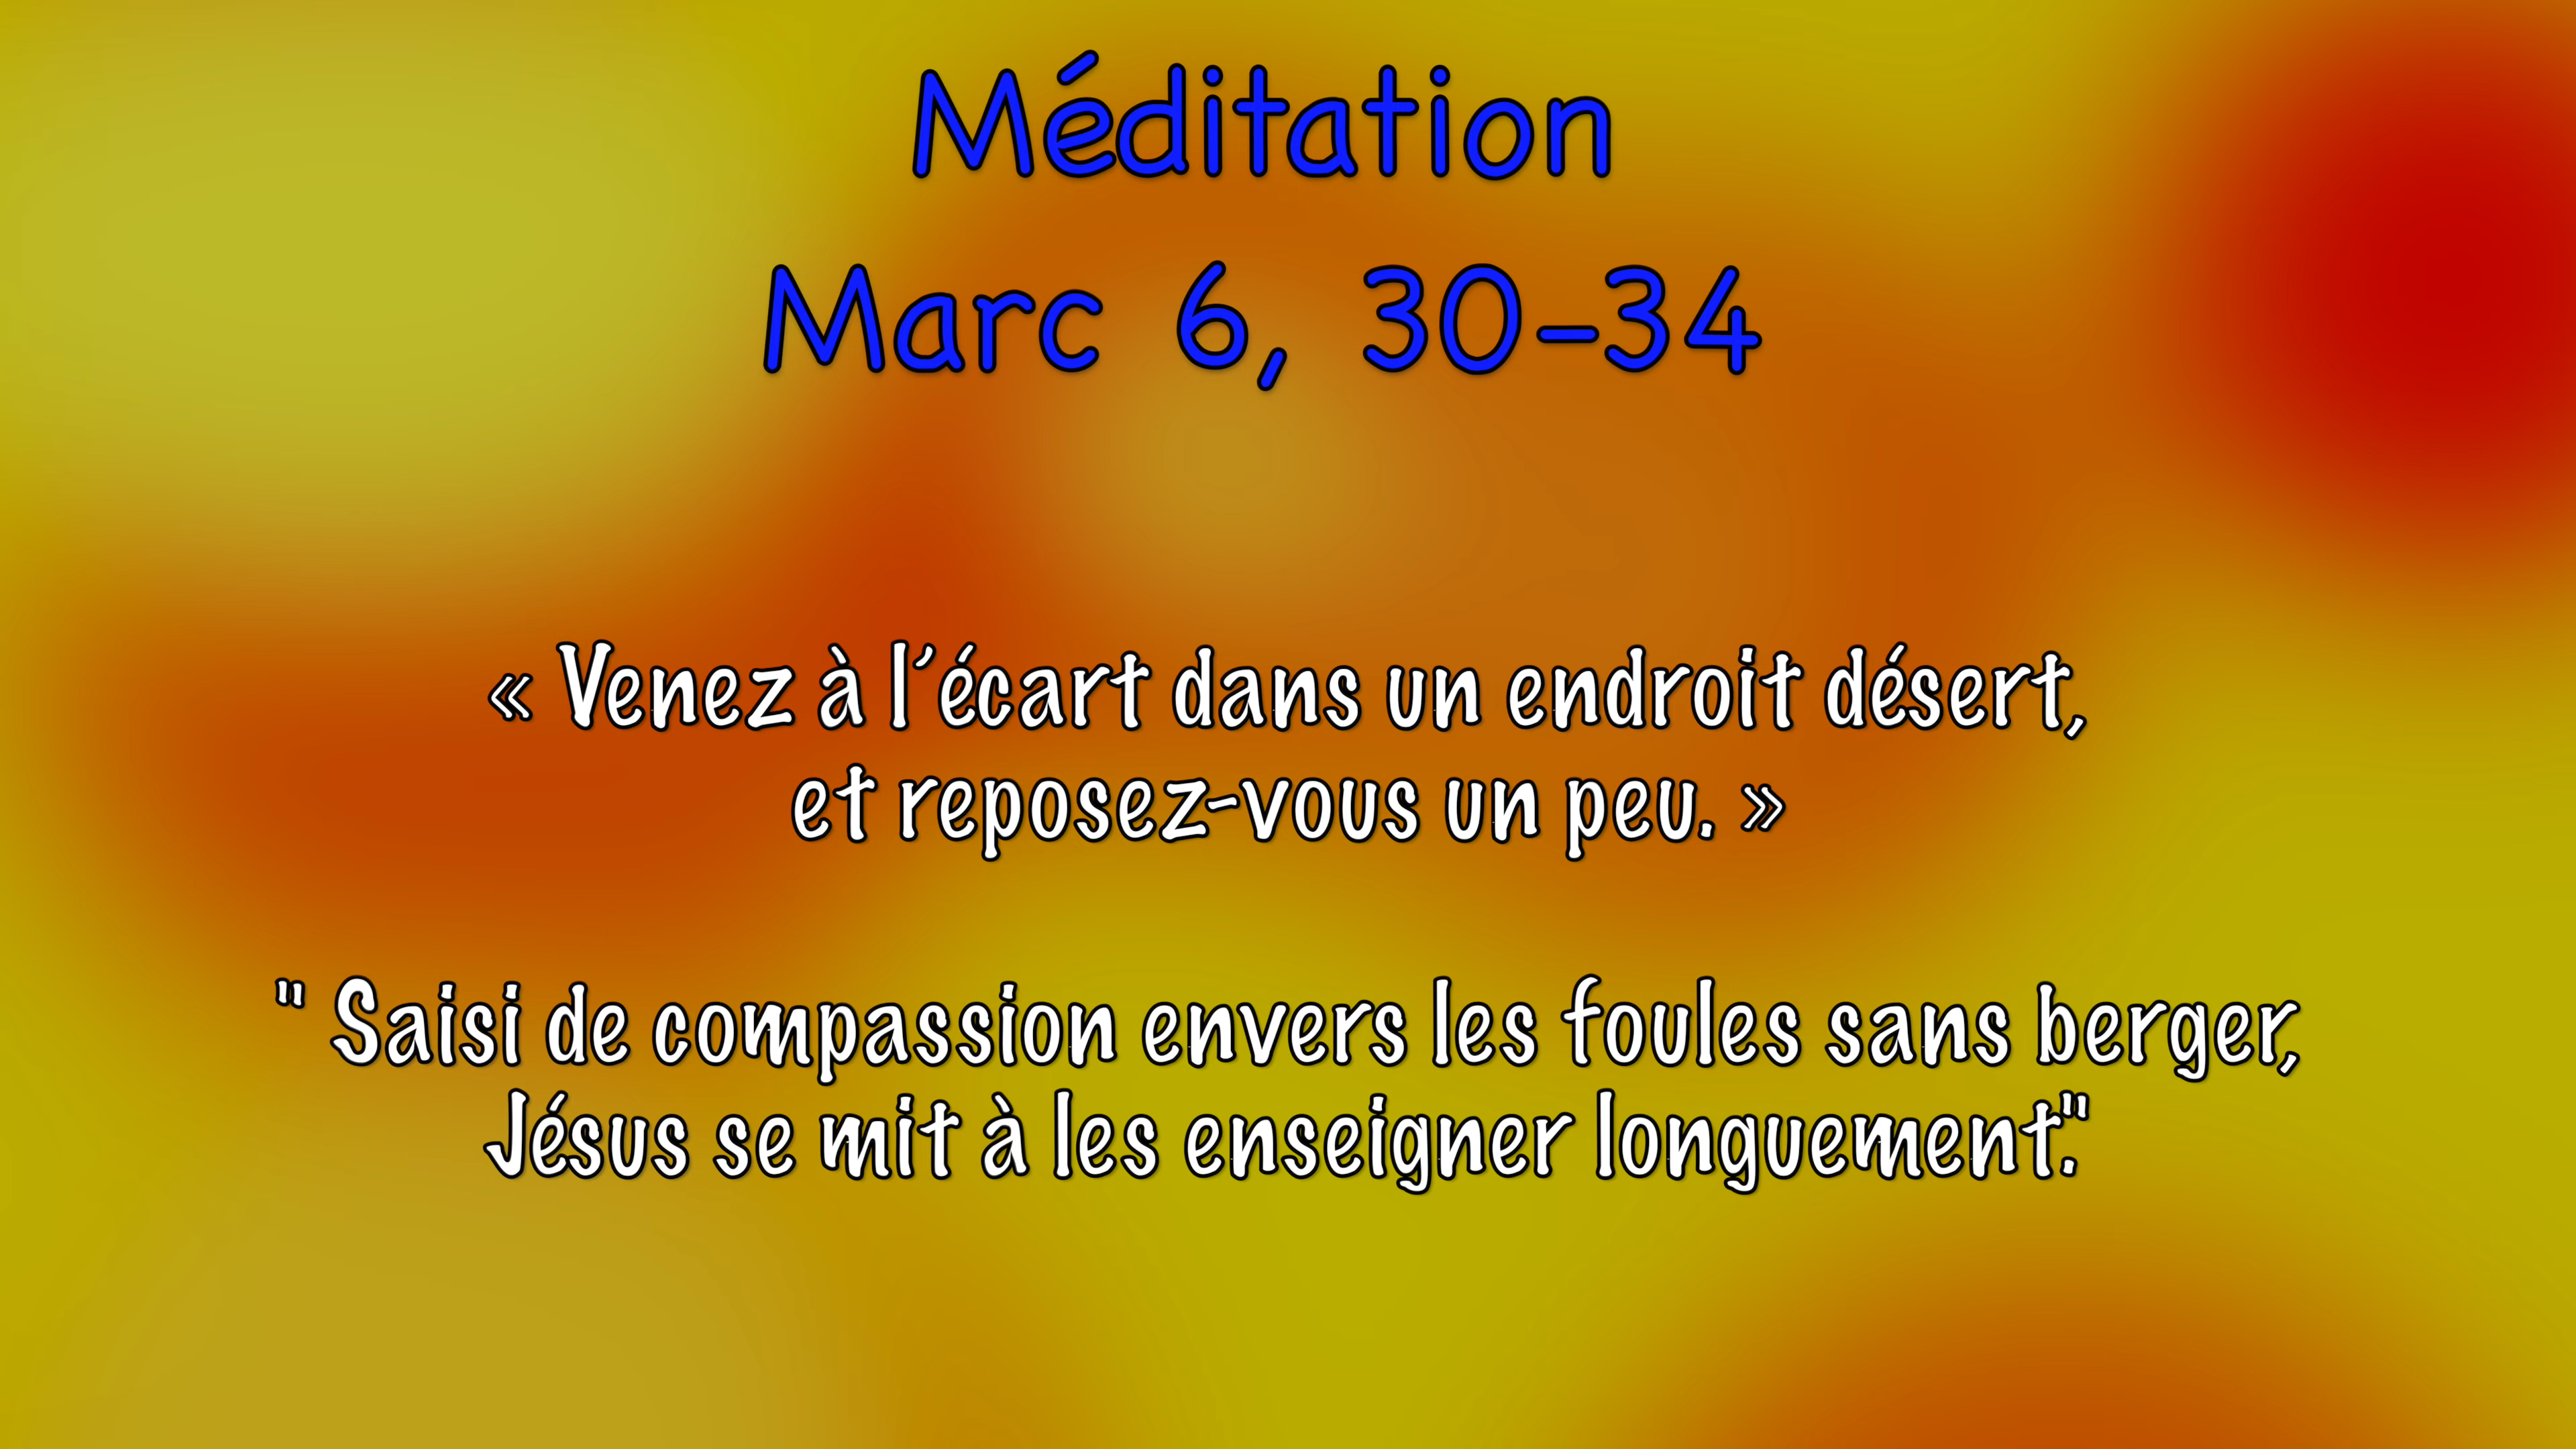 Méditation
Marc 6, 30-34
« Venez à l’écart dans un endroit désert,
et reposez-vous un peu. »
" Saisi de compassion envers les foules sans berger,
Jésus se mit à les enseigner longuement."